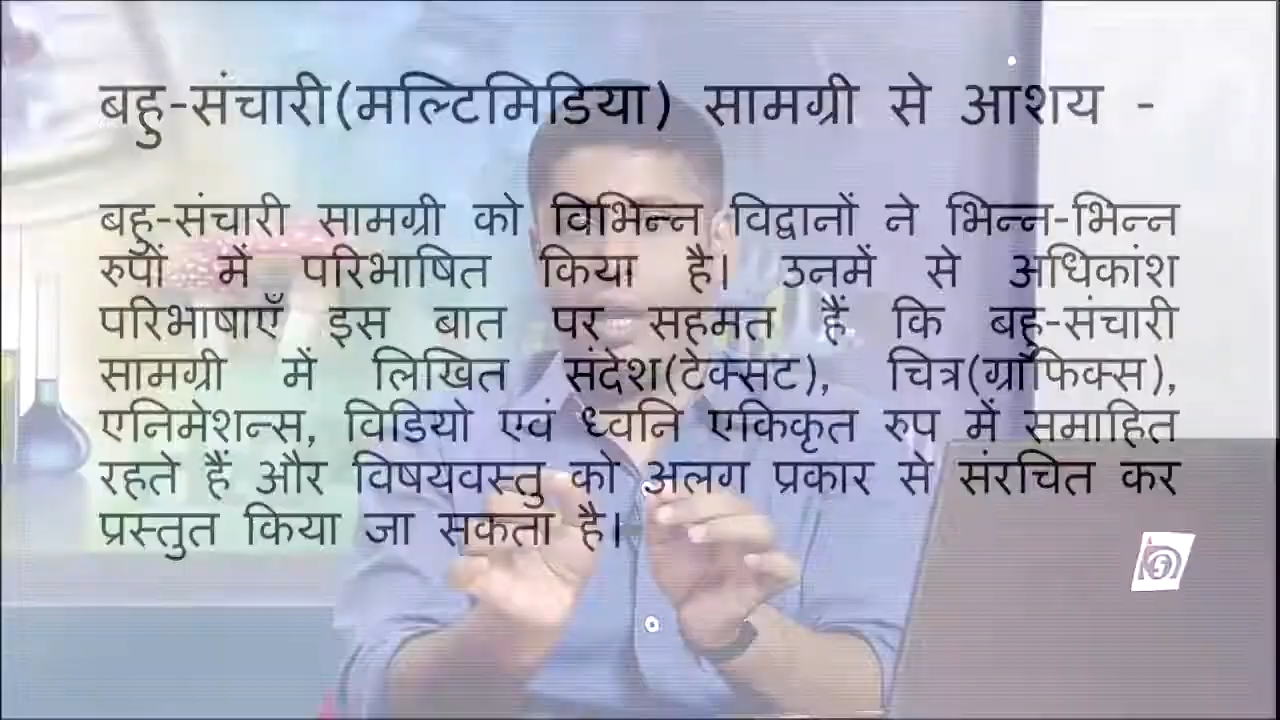 बहु-संचारी(मल्टिमिडिया) सामग्री से आशय -
बहु-संचारी सामग्री को विभिन्न विद्वानों ने भिन्न-भिन्न
रुपों में परिभाषित किया है। उनमें से अधिकांश
परिभाषाएँ इस बात पर सहमत हैं कि बहु-संचारी
सामग्री में लिखित संदेश(टेक्सट), चित्र(ग्रॉफिक्स),
एनिमेशन्स, विडियो एवं ध्वनि एकिकृत रुप में समाहित
रहते हैं और विषयवस्तु को अलग प्रकार से संरचित कर
प्रस्तुत किया जा सकता है।